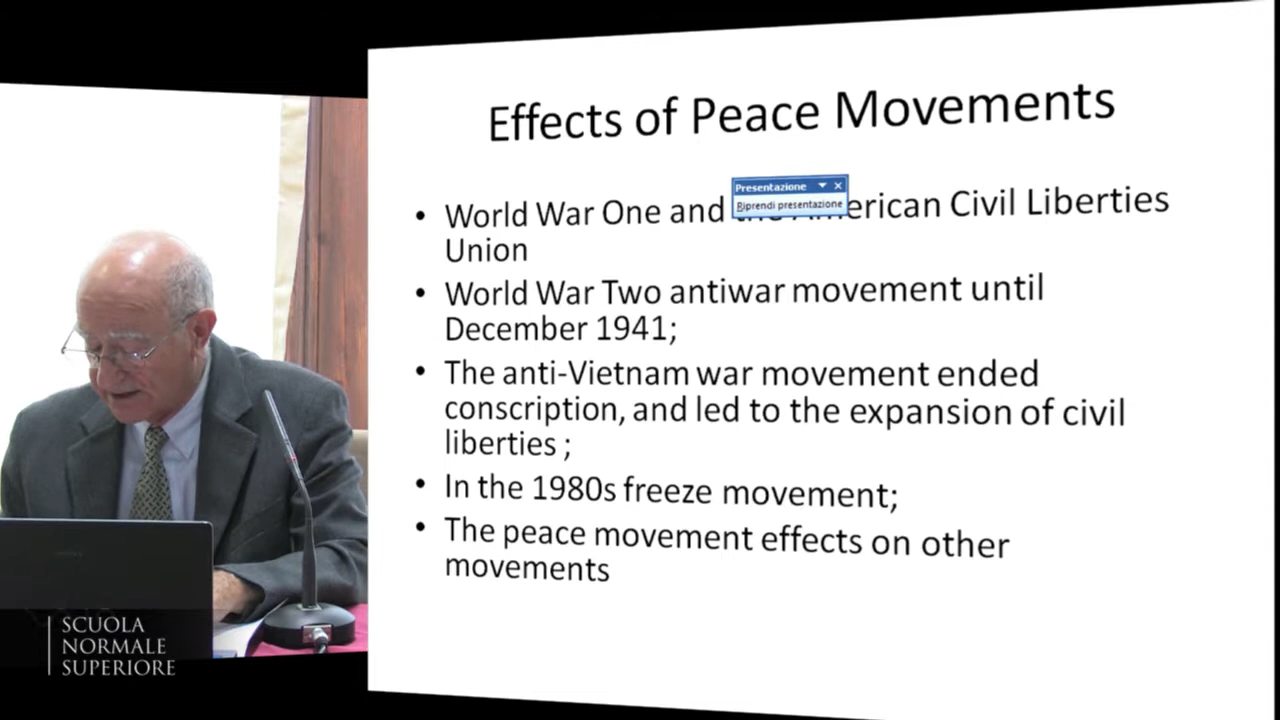 Effects of Peace Movements
Presentazione
Riprendi presentazione
• World War One and the American Civil Liberties
Union
• World War Two antiwar movement until
December 1941;
• The anti-Vietnam war movement ended
conscription, and led to the expansion of civil
liberties ;
• In the 1980s freeze movement;
• The peace movement effects on other
movements
SCUOLA
NORMALE
SUPERIORE